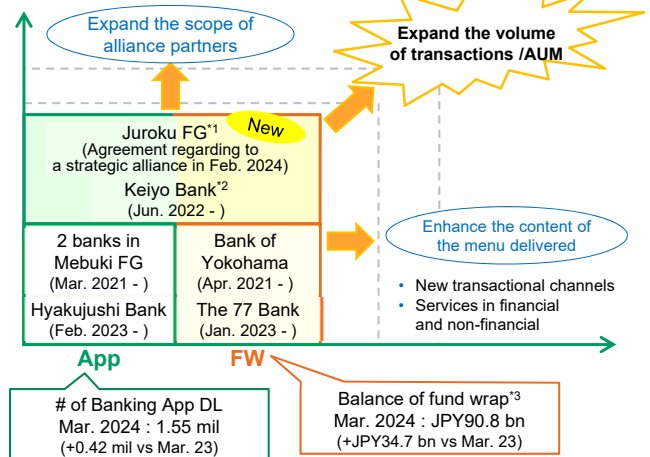 Expand the scope of
alliance partners
Expand the volume
of transactions /AUM
New
Juroku FG*1
(Agreement regarding to
a strategic alliance in Feb. 2024)
Keiyo Bank*2
(Jun. 2022 - )
2 banks in
Mebuki FG
(Mar. 2021 - )
Bank of
Yokohama
(Apr. 2021 - )
Hyakujushi Bank
(Feb. 2023 - )
The 77 Bank
(Jan. 2023 - )
Enhance the content of
the menu delivered
• New transactional channels
• Services in financial
and non-financial
App
FW
# of Banking App DL
Mar. 2024 : 1.55 mil
(+0.42 mil vs Mar. 23)
Balance of fund wrap*3
Mar. 2024 : JPY90.8 bn
(+JPY34.7 bn vs Mar. 23)